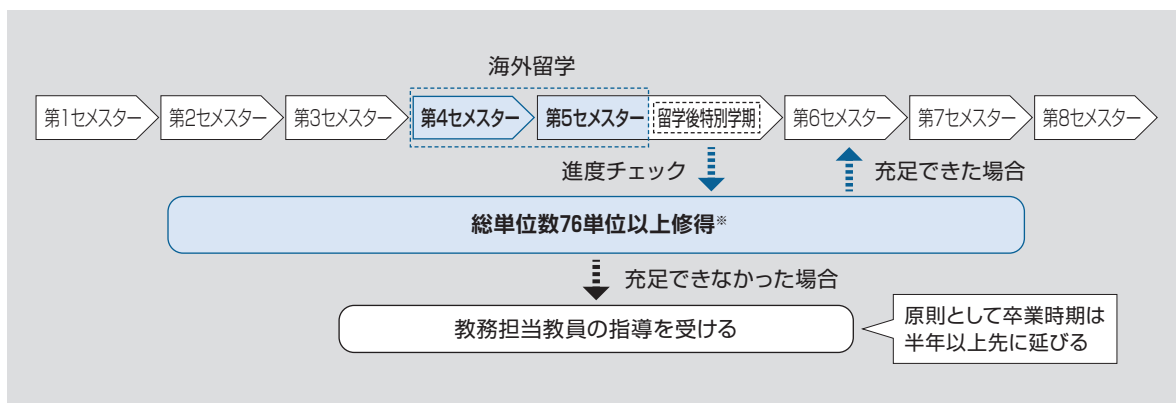 海外留学
第1セメスター
第2セメスター
第3セメスター
第4セメスター
第5セメスター
留学後特別学期
第6セメスター
第7セメスター
第8セメスター
進度チェック
充足できた場合
総単位数76単位以上修得※
充足できなかった場合
教務担当教員の指導を受ける
原則として卒業時期は
半年以上先に延びる